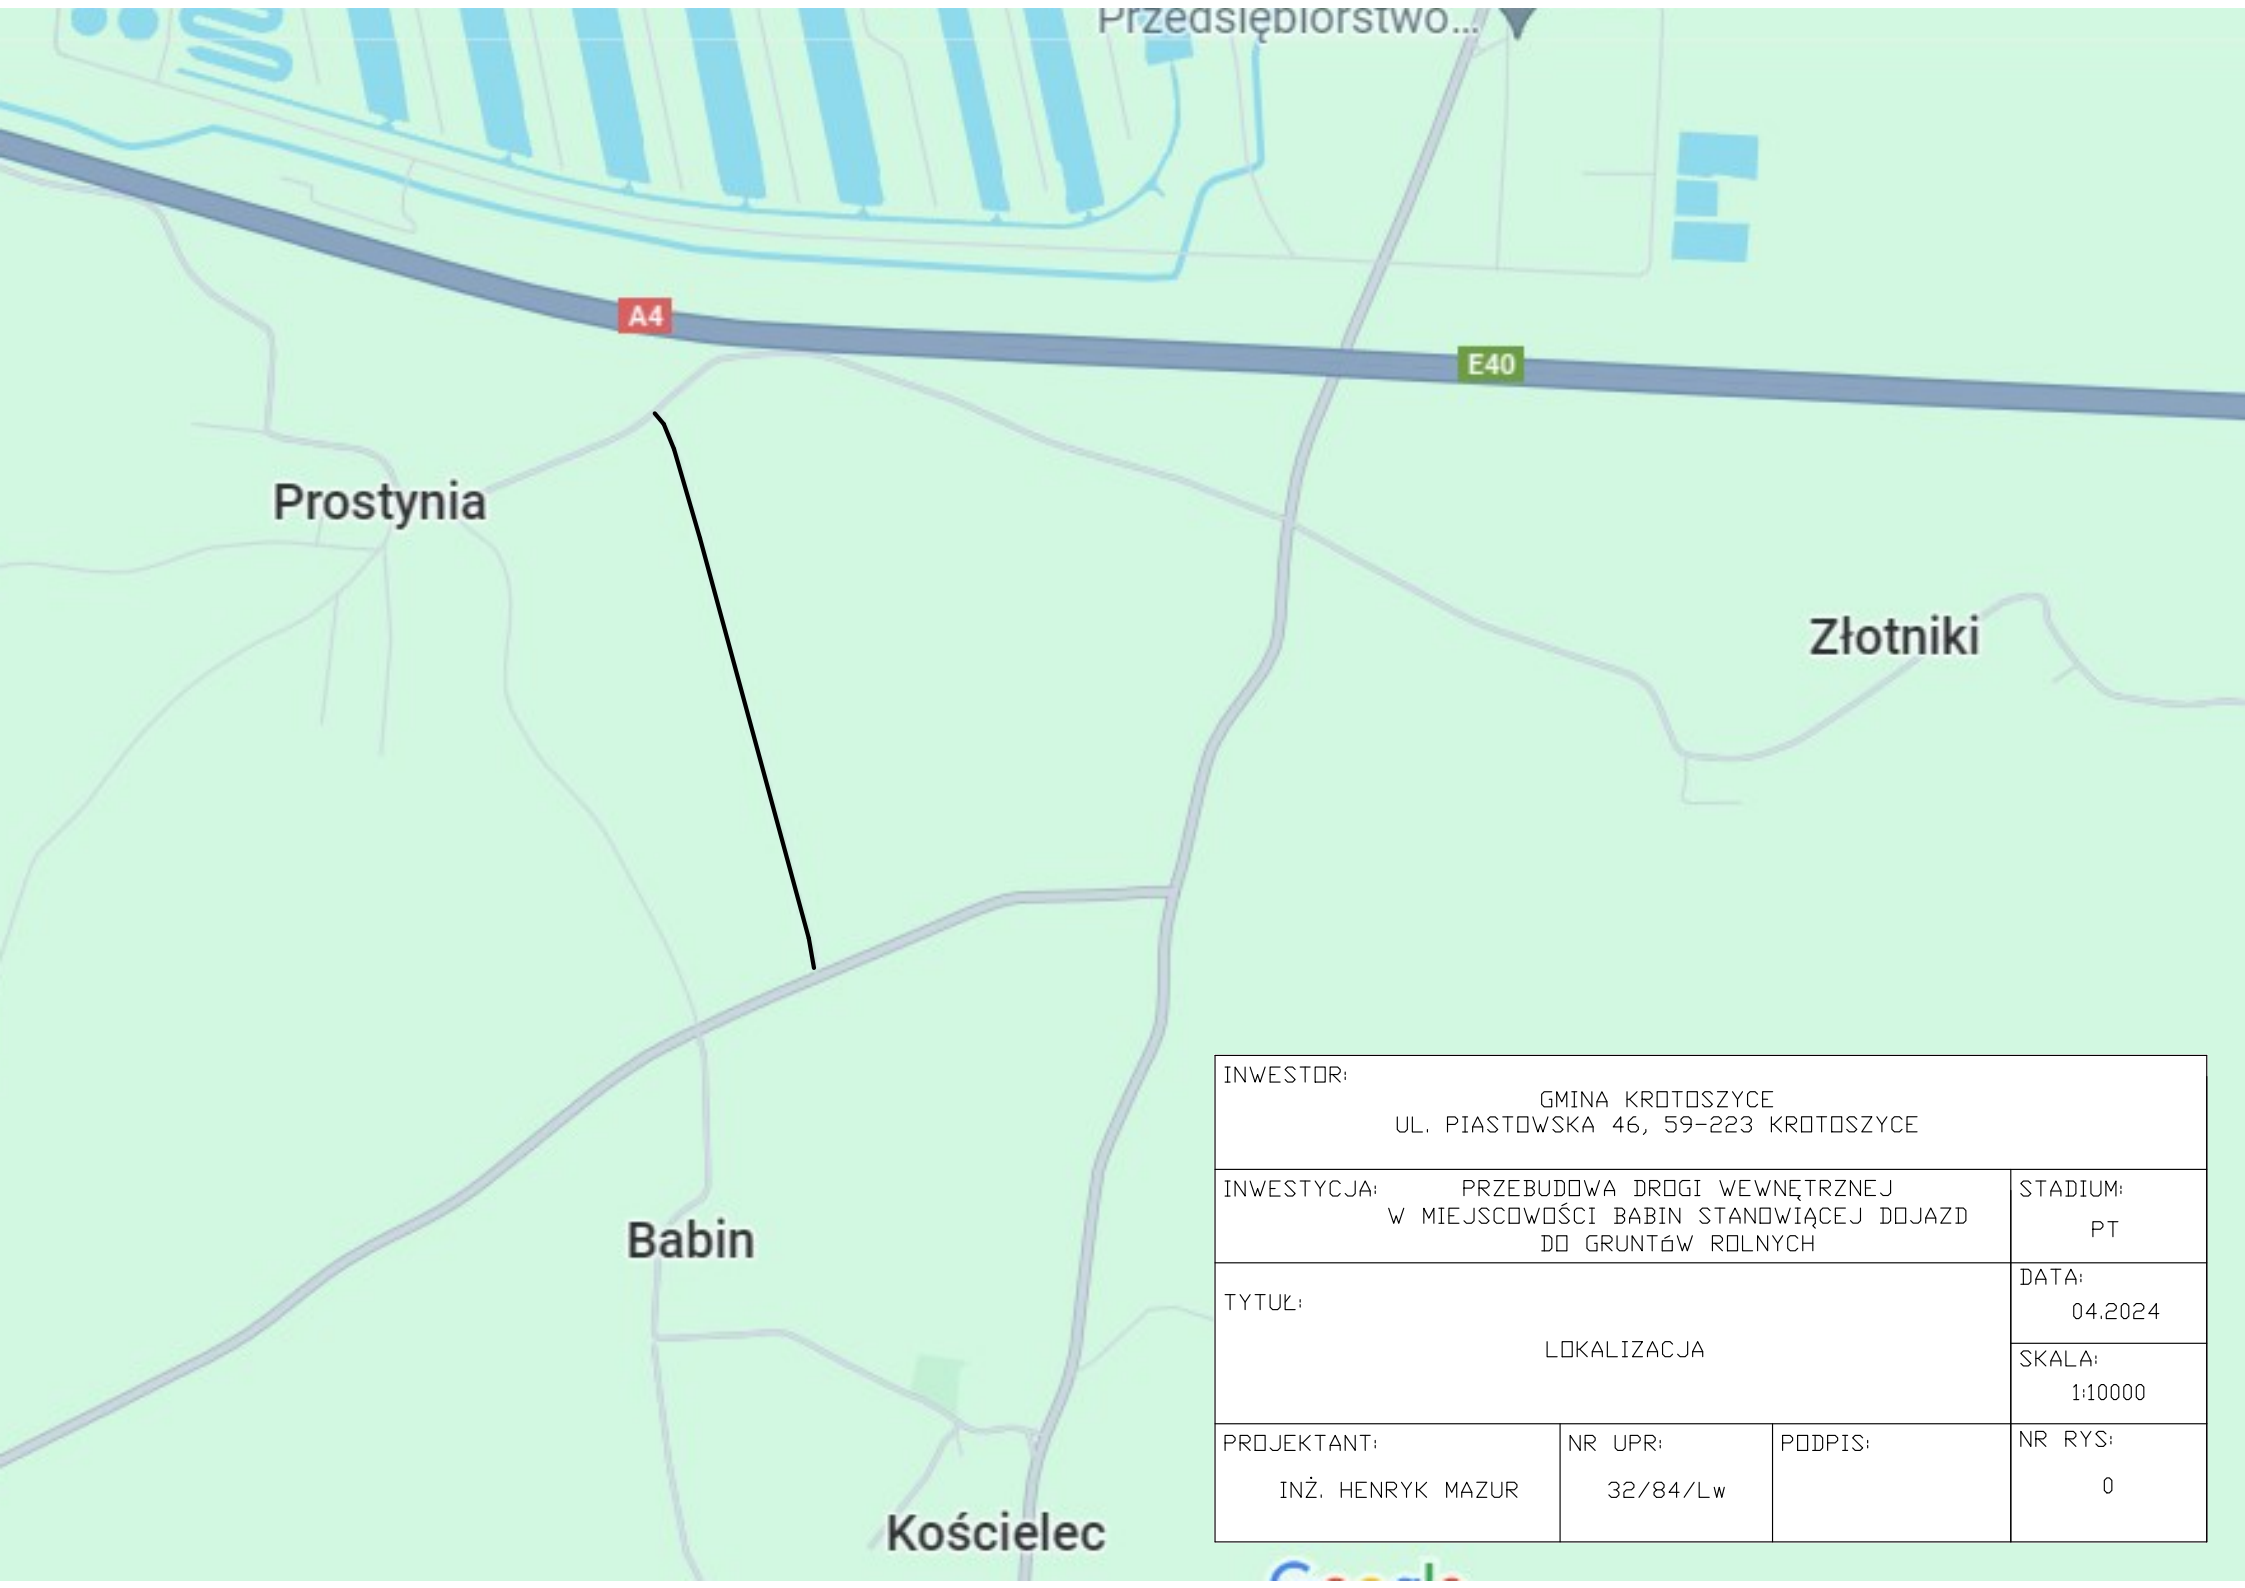 Przedsiębiorstwo...
A4
E40
Prostynia
Złotniki
Babin
Kościelec
INWESTOR:
GMINA KROTOSZYCE
UL. PIASTOWSKA 46, 59-223 KROTOSZYCE
INWESTYCJA:
PRZEBUDOWA DROGI WEWNĘTRZNEJ
W MIEJSCOWOŚCI BABIN STANOWIĄCEJ DOJAZD
DO GRUNTóW ROLNYCH
STADIUM:
PT
TYTUŁ:
LOKALIZACJA
DATA:
04.2024
SKALA:
1:10000
PROJEKTANT:
INŻ. HENRYK MAZUR
NR UPR:
32/84/Lw
PODPIS:
NR RYS:
0
Google